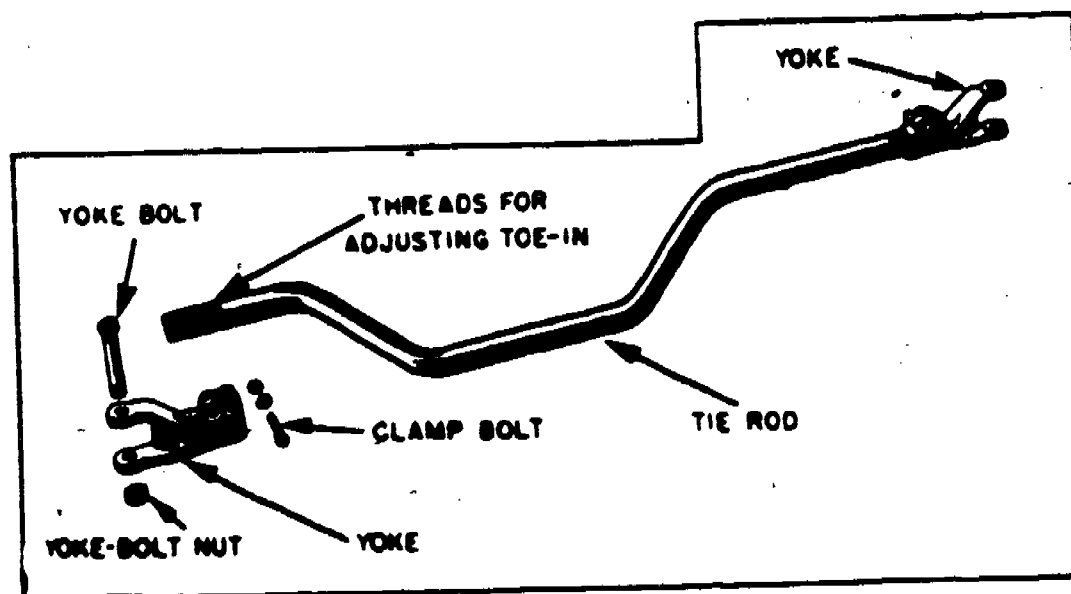 YOKE
YOKE BOLT
THREADS FOR
ADJUSTING TOE-IN
TIE ROD
CLAMP BOLT
YOKE-BOLT NUT
YOKE